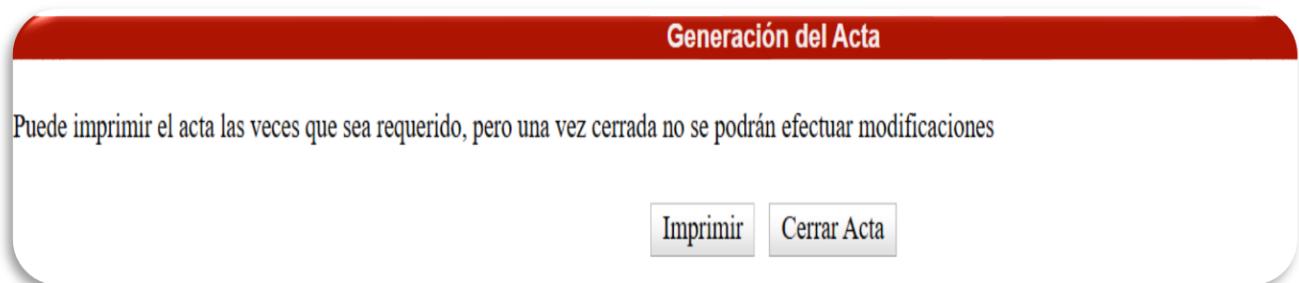 Generación del Acta
Puede imprimir el acta las veces que sea requerido, pero una vez cerrada no se podrán efectuar modificaciones
Imprimir Cerrar Acta